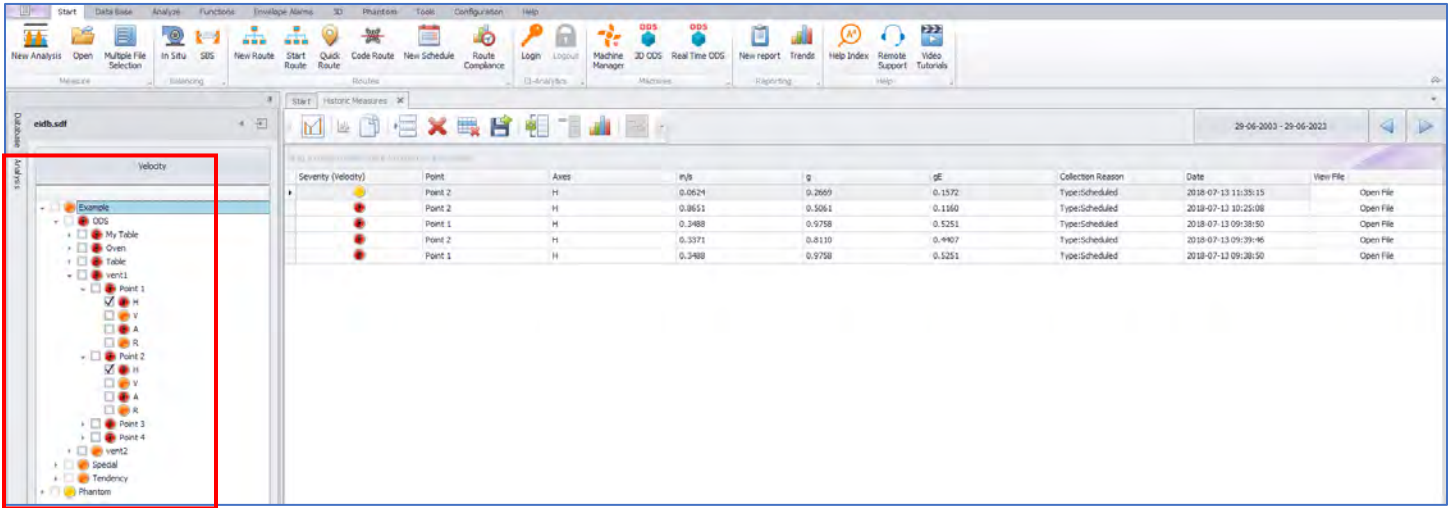 Start Data Base Analyze Functions Envelope Alarms 3D Phantom Tools Configuration Help
New Analysis Open Multiple File Selection In Situ SBS New Route Start Route Quick Route Code Route New Schedule Route Compliance Login Logout Machine Manager 3D ODS Real Time ODS New report Trends Help Index Remote Support Video Tutorials
Measure Balancing Routes EI-Analytics Machines Reporting Help
Database
Analysis
eidb.sdf
Velocity
Example
ODS
My Table
Oven
Table
vent1
Point 1
H
V
A
R
Point 2
H
V
A
R
Point 3
Point 4
vent2
Special
Tendency
Phantom
Start Historic Measures
29-06-2003 - 29-06-2023
Severity (Velocity) Point Axes in/s g gE Collection Reason Date View File
Point 2 H 0.0624 0.2669 0.1572 Type:Scheduled 2018-07-13 11:35:15 Open File
Point 2 H 0.8651 0.5061 0.1160 Type:Scheduled 2018-07-13 10:25:08 Open File
Point 1 H 0.3488 0.9758 0.5251 Type:Scheduled 2018-07-13 09:38:50 Open File
Point 2 H 0.3371 0.8110 0.4407 Type:Scheduled 2018-07-13 09:39:46 Open File
Point 1 H 0.3488 0.9758 0.5251 Type:Scheduled 2018-07-13 09:38:50 Open File